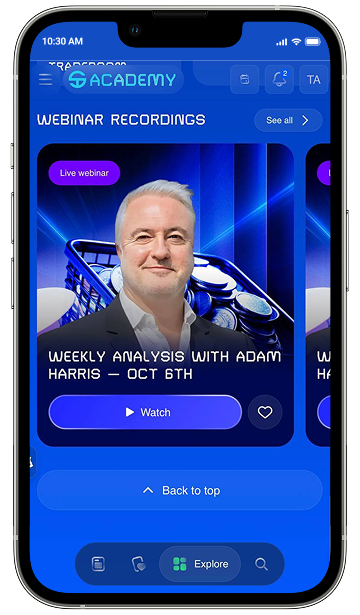 10:30 AM
TRADEROOM
ACADEMY
2
TA
WEBINAR RECORDINGS
See all
Live webinar
WEEKLY ANALYSIS WITH ADAM
HARRIS — OCT 6TH
Watch
Back to top
Explore